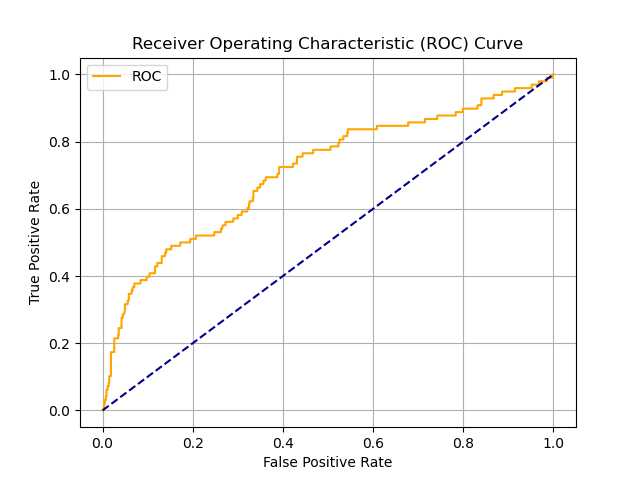 Receiver Operating Characteristic (ROC) Curve
ROC
True Positive Rate
1.0
0.8
0.6
0.4
0.2
0.0
0.0 0.2 0.4 0.6 0.8 1.0
False Positive Rate